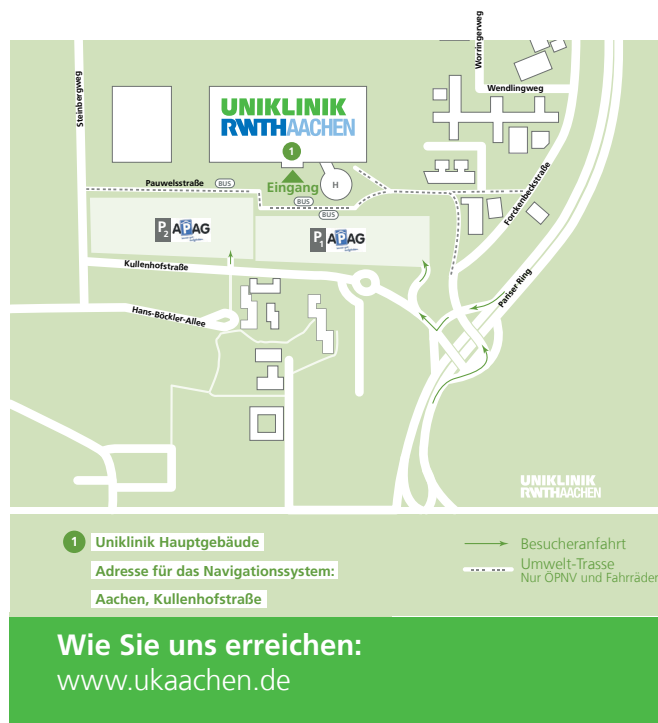 Worringerweg
Steinbergweg
Wendlingweg
UNIKLINIK
RWTHAACHEN
1
Pauwelsstraße
BUS
Eingang
H
BUS
BUS
Forckenbeckstraße
P2 APAG
P1 APAG
Kullenhofstraße
Pariser Ring
Hans-Böckler-Allee
UNIKLINIK
RWTHAACHEN
1 Uniklinik Hauptgebäude
Adresse für das Navigationssystem:
Aachen, Kullenhofstraße
Besucheranfahrt
Umwelt-Trasse
Nur ÖPNV und Fahrräder
Wie Sie uns erreichen:
www.ukaachen.de